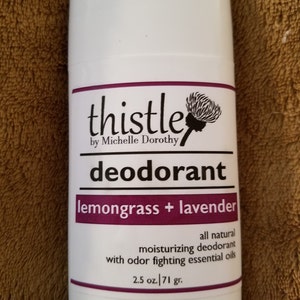 thistle
by Michelle Dorothy
deodorant
lemongrass + lavender
all natural
moisturizing deodorant
with odor fighting essential oils
2.5 oz.|71 gr.